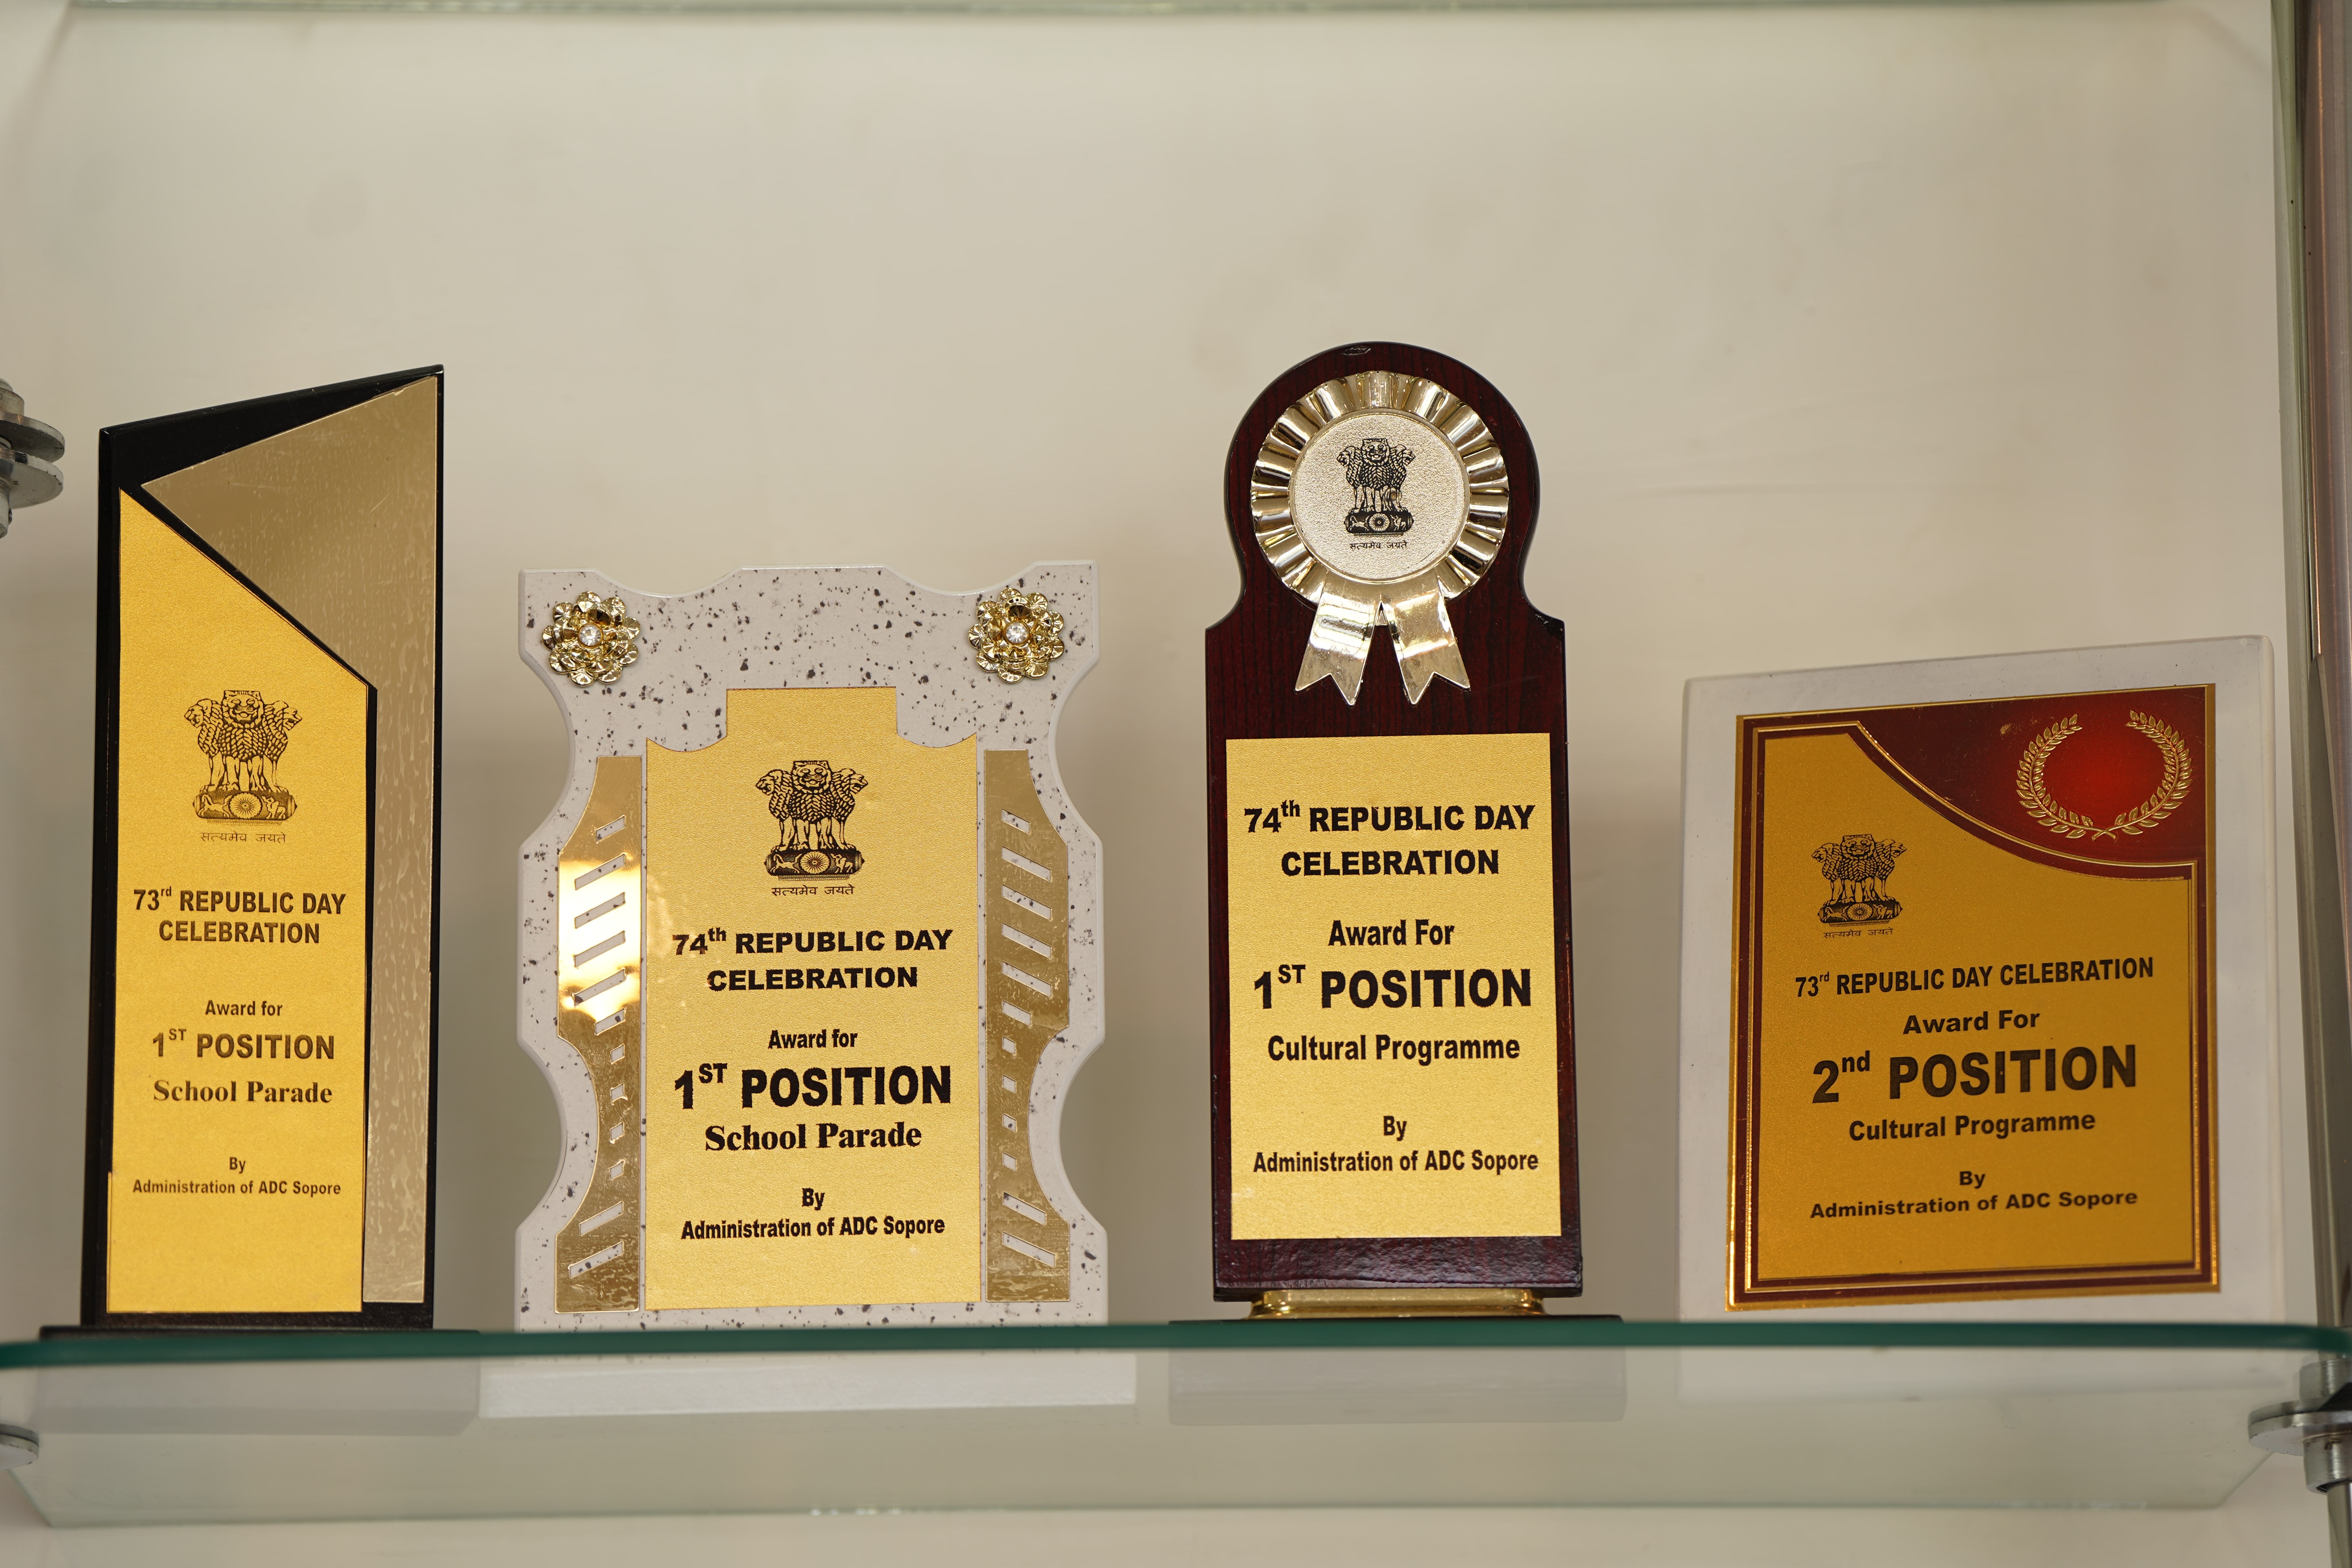 सत्यमेव जयते
73rd REPUBLIC DAY
CELEBRATION
Award for
1ST POSITION
School Parade
By
Administration of ADC Sopore
सत्यमेव जयते
74th REPUBLIC DAY
CELEBRATION
Award for
1ST POSITION
School Parade
By
Administration of ADC Sopore
सत्यमेव जयते
74th REPUBLIC DAY
CELEBRATION
Award For
1ST POSITION
Cultural Programme
By
Administration of ADC Sopore
सत्यमेव जयते
73rd REPUBLIC DAY CELEBRATION
Award For
2nd POSITION
Cultural Programme
By
Administration of ADC Sopore